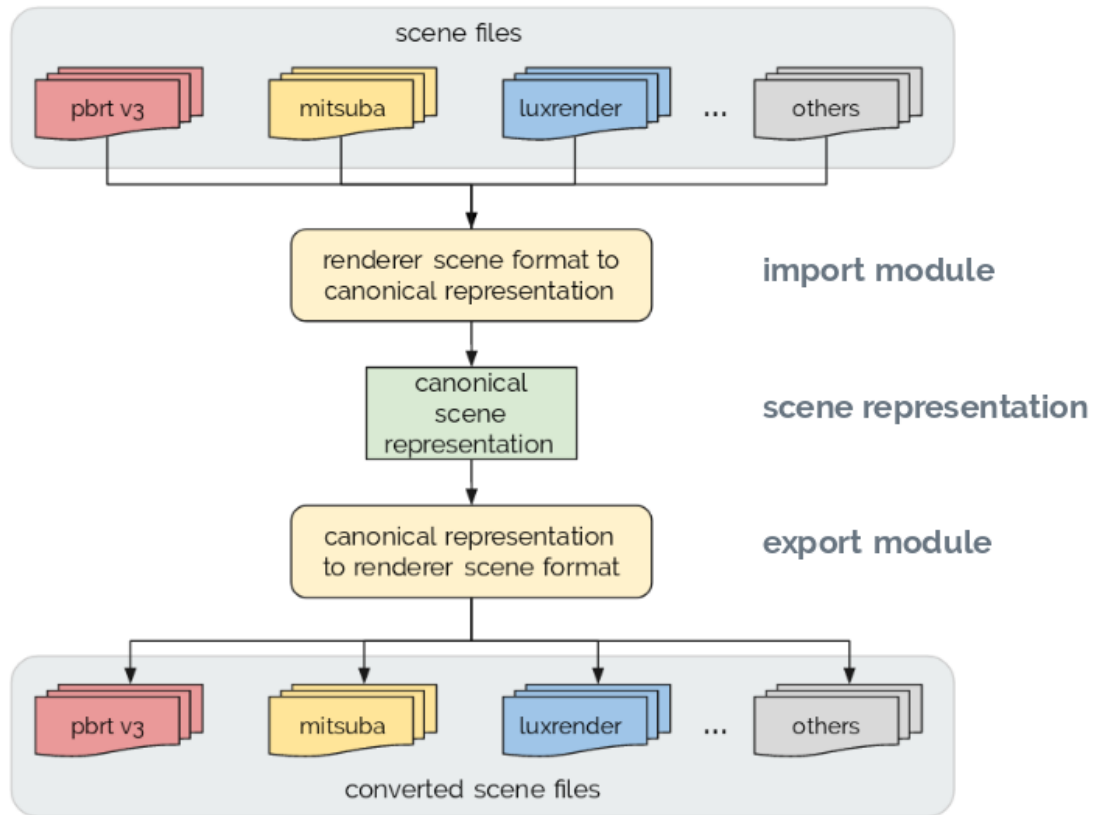 scene files
pbrt v3
mitsuba
luxrender
...
others
renderer scene format to
canonical representation
import module
canonical
scene
representation
scene representation
canonical representation
to renderer scene format
export module
pbrt v3
mitsuba
luxrender
...
others
converted scene files